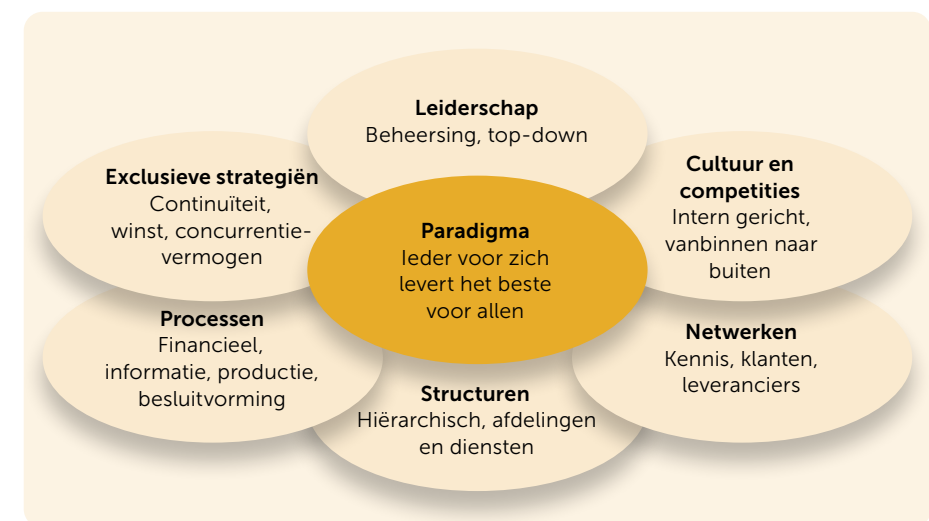 Leiderschap
Beheersing, top-down
Exclusieve strategiën
Continuïteit,
winst, concurrentie-
vermogen
Cultuur en
competities
Intern gericht,
vanbinnen naar
buiten
Paradigma
Ieder voor zich
levert het beste
voor allen
Processen
Financieel,
informatie, productie,
besluitvorming
Netwerken
Kennis, klanten,
leveranciers
Structuren
Hiërarchisch, afdelingen
en diensten